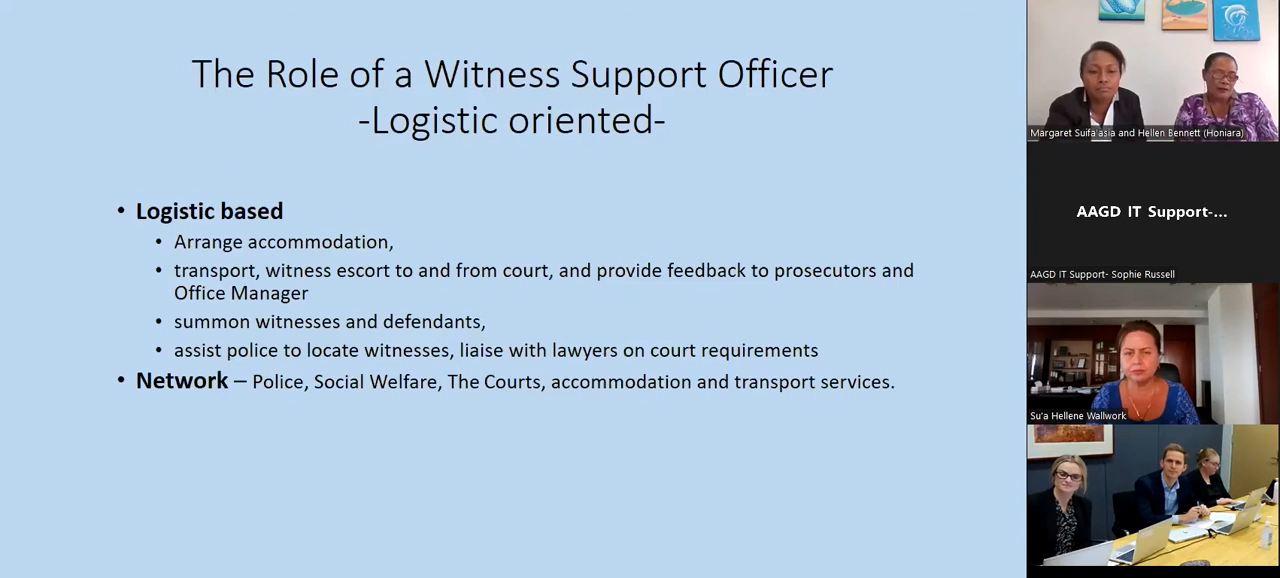 The Role of a Witness Support Officer
-Logistic oriented-
• Logistic based
• Arrange accommodation,
• transport, witness escort to and from court, and provide feedback to prosecutors and
Office Manager
• summon witnesses and defendants,
• assist police to locate witnesses, liaise with lawyers on court requirements
• Network – Police, Social Welfare, The Courts, accommodation and transport services.
Margaret Suifa'asia and Hellen Bennett (Honiara)
AAGD IT Support-...
AAGD IT Support- Sophie Russell
Su'a Hellene Wallwork